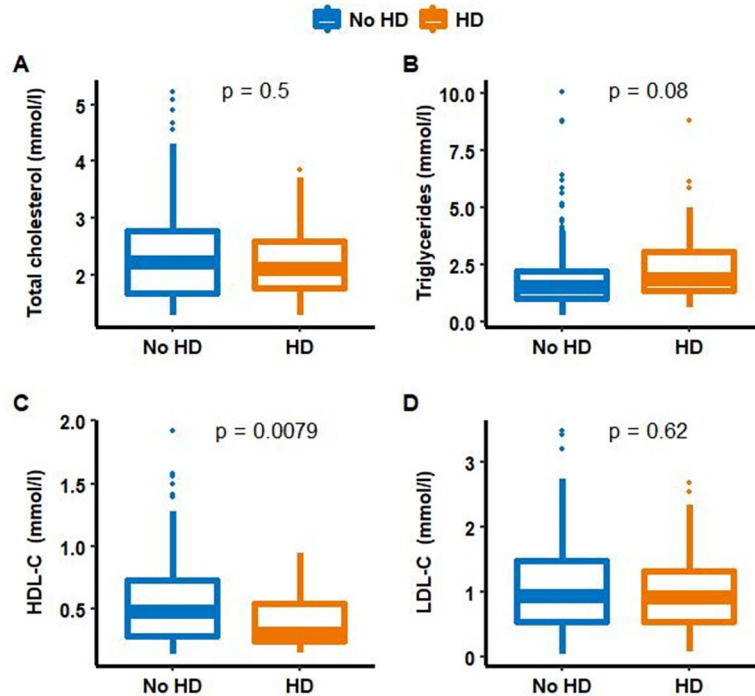 No HD HD
A
p = 0.5
Total cholesterol (mmol/l)
5
4
3
2
No HD HD
B
p = 0.08
Triglycerides (mmol/l)
10.0
7.5
5.0
2.5
0.0
No HD HD
C
p = 0.0079
HDL-C (mmol/l)
2.0
1.5
1.0
0.5
No HD HD
D
p = 0.62
LDL-C (mmol/l)
3
2
1
0
No HD HD